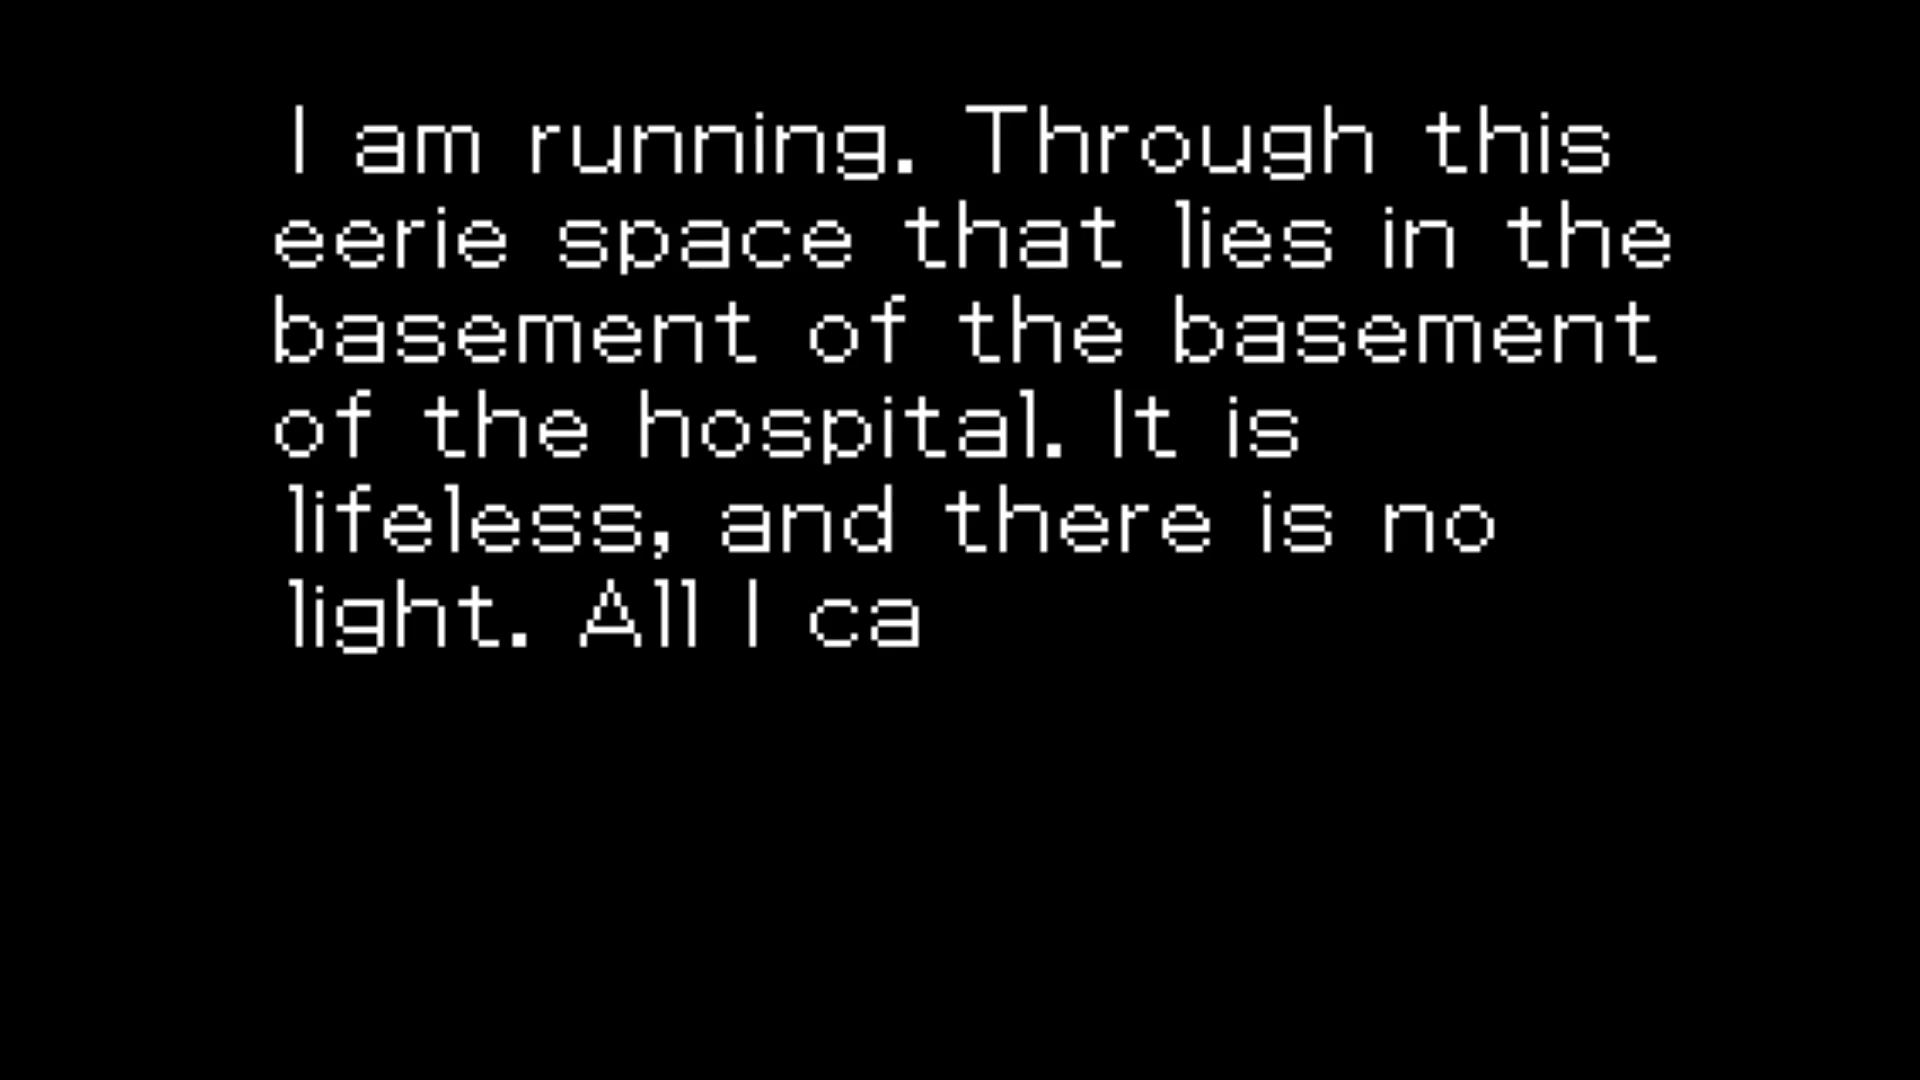 I am running. Through this
eerie space that lies in the
basement of the basement
of the hospital. It is
lifeless, and there is no
light. All I ca